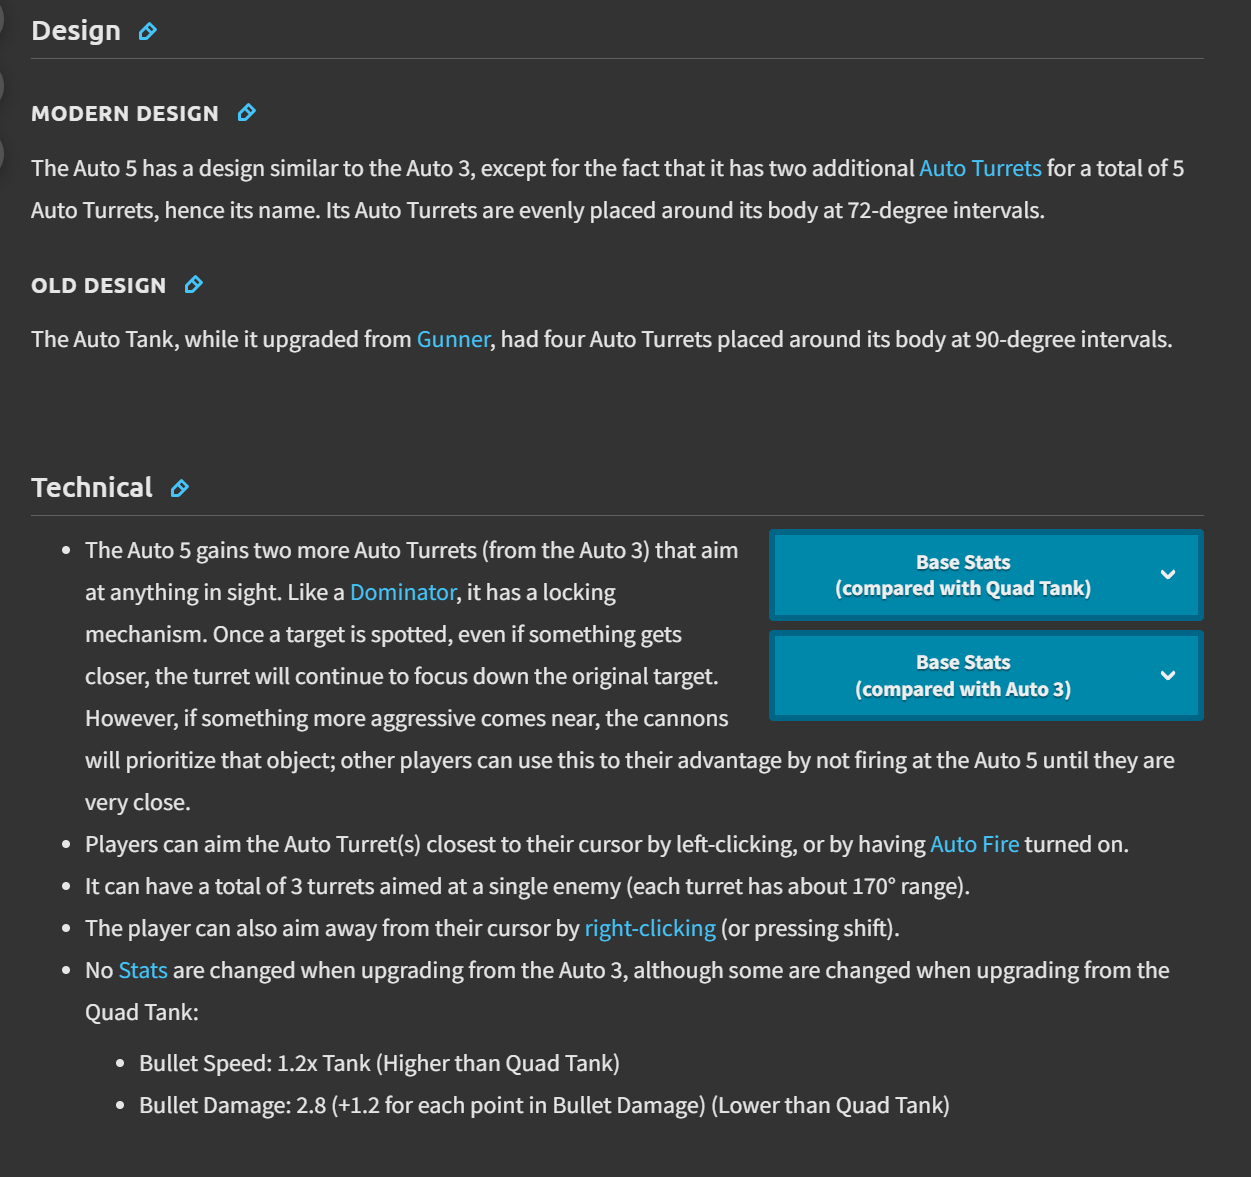 Design
MODERN DESIGN
The Auto 5 has a design similar to the Auto 3, except for the fact that it has two additional Auto Turrets for a total of 5
Auto Turrets, hence its name. Its Auto Turrets are evenly placed around its body at 72-degree intervals.
OLD DESIGN
The Auto Tank, while it upgraded from Gunner, had four Auto Turrets placed around its body at 90-degree intervals.
Technical
• The Auto 5 gains two more Auto Turrets (from the Auto 3) that aim
at anything in sight. Like a Dominator, it has a locking
mechanism. Once a target is spotted, even if something gets
closer, the turret will continue to focus down the original target.
However, if something more aggressive comes near, the cannons
will prioritize that object; other players can use this to their advantage by not firing at the Auto 5 until they are
very close.
Base Stats
(compared with Quad Tank)
Base Stats
(compared with Auto 3)
• Players can aim the Auto Turret(s) closest to their cursor by left-clicking, or by having Auto Fire turned on.
• It can have a total of 3 turrets aimed at a single enemy (each turret has about 170° range).
• The player can also aim away from their cursor by right-clicking (or pressing shift).
• No Stats are changed when upgrading from the Auto 3, although some are changed when upgrading from the
Quad Tank:
• Bullet Speed: 1.2x Tank (Higher than Quad Tank)
• Bullet Damage: 2.8 (+1.2 for each point in Bullet Damage) (Lower than Quad Tank)